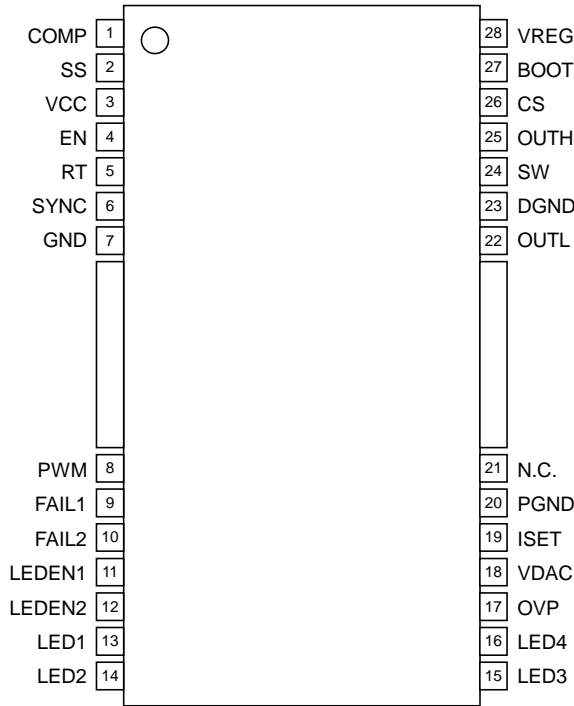 COMP 1 28 VREG
SS 2 27 BOOT
VCC 3 26 CS
EN 4 25 OUTH
RT 5 24 SW
SYNC 6 23 DGND
GND 7 22 OUTL
PWM 8 21 N.C.
FAIL1 9 20 PGND
FAIL2 10 19 ISET
LEDEN1 11 18 VDAC
LEDEN2 12 17 OVP
LED1 13 16 LED4
LED2 14 15 LED3